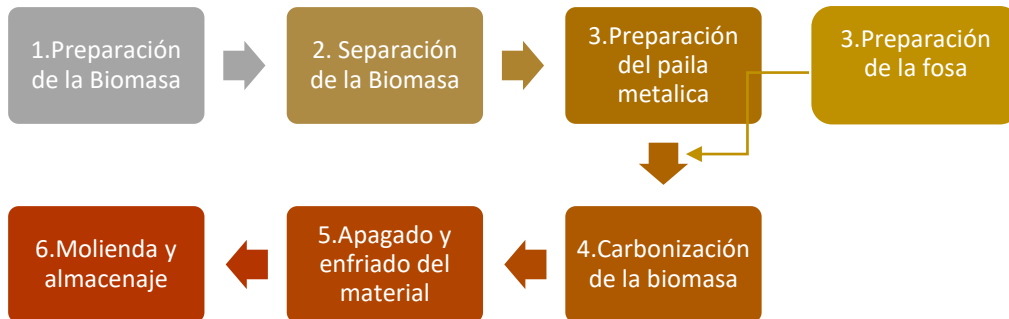 1.Preparación
de la Biomasa
2. Separación
de la Biomasa
3.Preparación
del paila
metalica
3.Preparación
de la fosa
4.Carbonización
de la biomasa
5.Apagado y
enfriado del
material
6.Molienda y
almacenaje